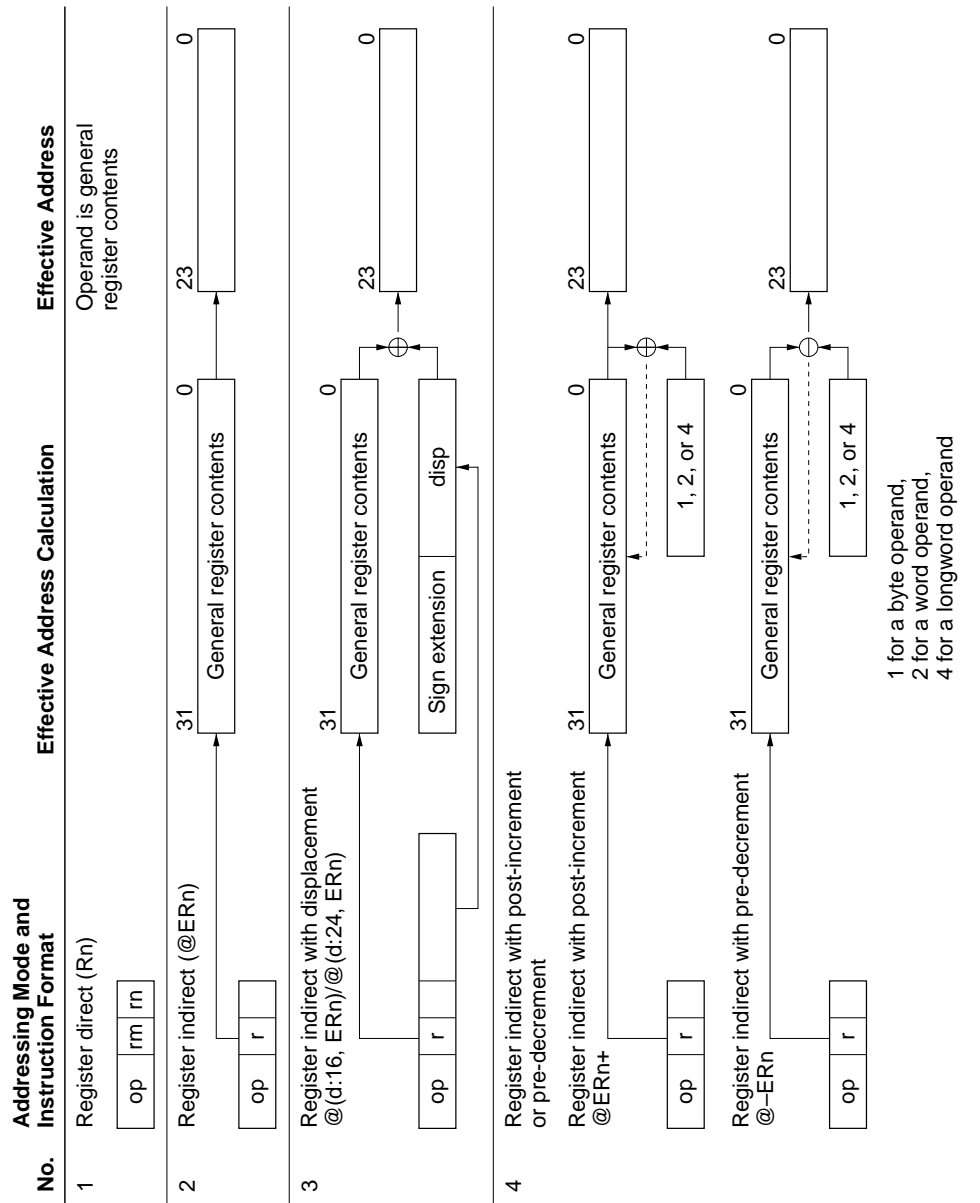 No.
Addressing Mode and
Instruction Format
Effective Address Calculation
Effective Address
1
Register direct (Rn)
op rm rn
Operand is general
register contents
2
Register indirect (@ERn)
op r
31 0
General register contents
23 0
3
Register indirect with displacement
@(d:16, ERn)/@(d:24, ERn)
op r
31 0
General register contents
Sign extension disp
23 0
4
Register indirect with post-increment
or pre-decrement
Register indirect with post-increment
@ERn+
op r
31 0
General register contents
1, 2, or 4
23 0
Register indirect with pre-decrement
@–ERn
op r
31 0
General register contents
1, 2, or 4
23 0
1 for a byte operand,
2 for a word operand,
4 for a longword operand